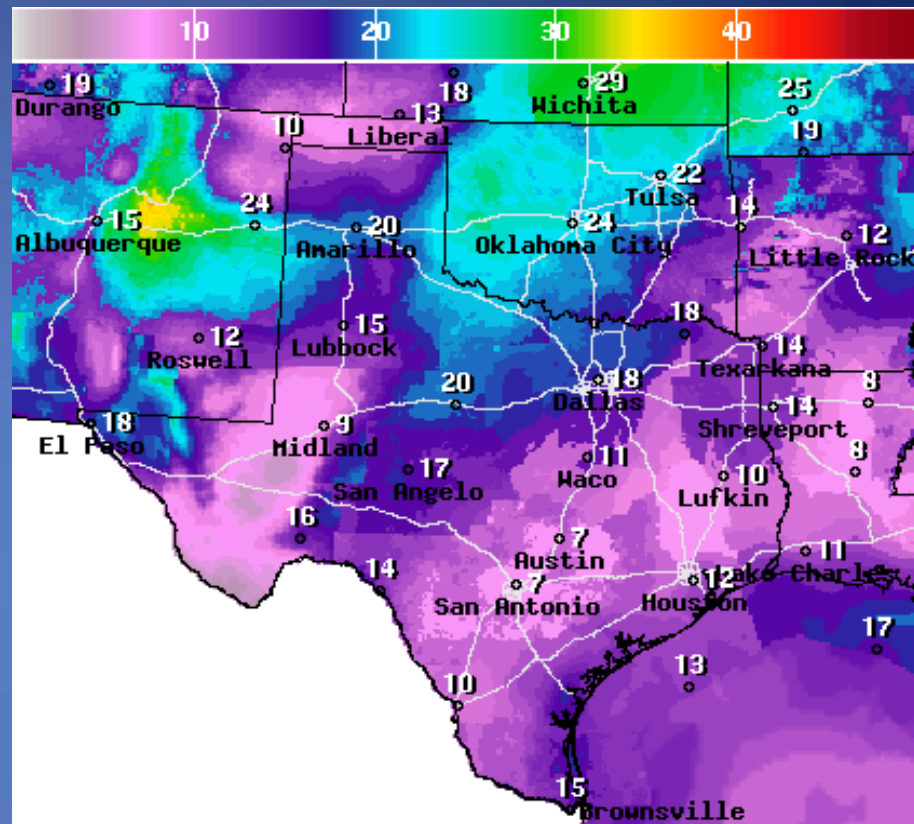 10 20 30 40
19
Durango
18
29
Wichita
25
13
Liberal
10
19
22
Tulsa
15
Albuquerque
24
20
Amarillo
24
Oklahoma City
14
12
Little Rock
12
Roswell
15
Lubbock
18
14
Texarkana
20
18
Dallas
8
14
Shreveport
18
El Paso
9
Midland
17
San Angelo
11
Waco
10
Lufkin
8
16
7
Austin
11
Lake Charles
14
7
San Antonio
12
Houston
17
13
10
15
Brownsville